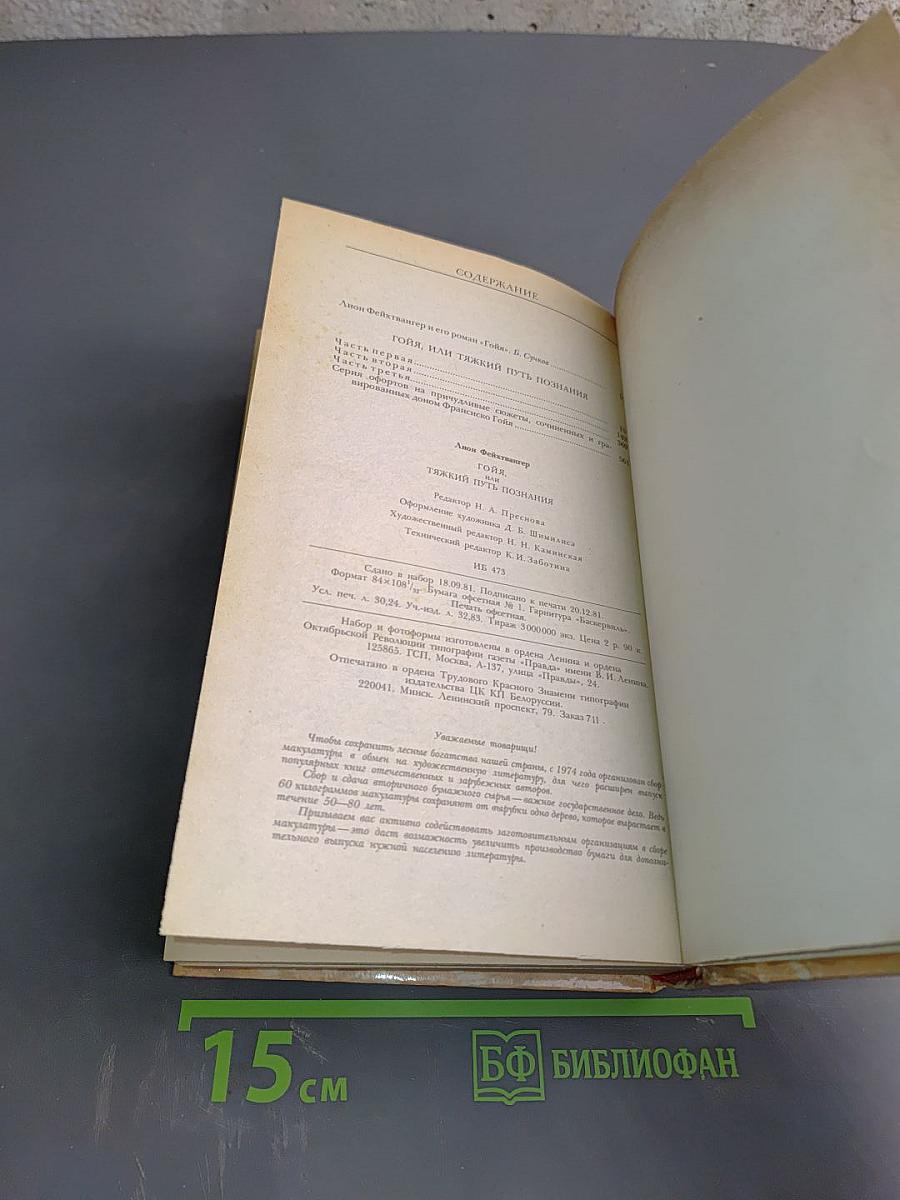 СОДЕРЖАНИЕ
Лион Фейхтвангер и его роман «Гойя». Б. Сучков
ГОЙЯ, ИЛИ ТЯЖКИЙ ПУТЬ ПОЗНАНИЯ
Часть первая
Часть вторая
Часть третья
Серия офортов на причудливые сюжеты, сочиненных и гра-
вированных доном Франсиско Гойя
Лион Фейхтвангер
ГОЙЯ,
ИЛИ
ТЯЖКИЙ ПУТЬ ПОЗНАНИЯ
Редактор Н. А. Преснова
Оформление художника Д. Б. Шимилиса
Художественный редактор Н. Н. Каминская
Технический редактор К. И. Заботина
ИБ 473
Сдано в набор 18.09.81. Подписано к печати 20.12.81.
Формат 84×108¹/₃₂. Бумага офсетная № 1. Гарнитура «Баскервиль».
Печать офсетная.
Усл. печ. л. 30,24. Уч.-изд. л. 32,83. Тираж 3 000 000 экз. Цена 2 р. 90 к.
Набор и фотоформы изготовлены в ордена Ленина и ордена
Октябрьской Революции типографии газеты «Правда» имени В. И. Ленина.
125865. ГСП, Москва, А-137, улица «Правды», 24.
Отпечатано в ордена Трудового Красного Знамени типографии
издательства ЦК КП Белоруссии.
220041, Минск. Ленинский проспект, 79. Заказ 711.
Уважаемые товарищи!
Чтобы сохранить лесные богатства нашей страны, с 1974 года организован сбор
макулатуры в обмен на художественную литературу, для чего расширен выпуск
популярных книг отечественных и зарубежных авторов.
Сбор и сдача вторичного бумажного сырья — важное государственное дело. Ведь
60 килограммов макулатуры сохраняют от вырубки одно дерево, которое вырастает в
течение 50—80 лет.
Призываем вас активно содействовать заготовительным организациям в сборе
макулатуры — это даст возможность увеличить производство бумаги для дополни-
тельного выпуска нужной населению литературы.
15 см
БФ БИБЛИОФАН